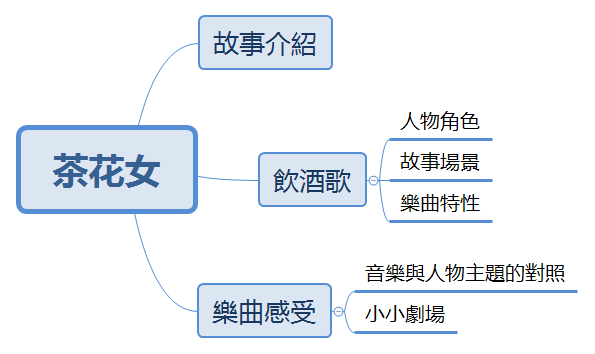 故事介紹
茶花女
飲酒歌
人物角色
故事場景
樂曲特性
樂曲感受
音樂與人物主題的對照
小小劇場